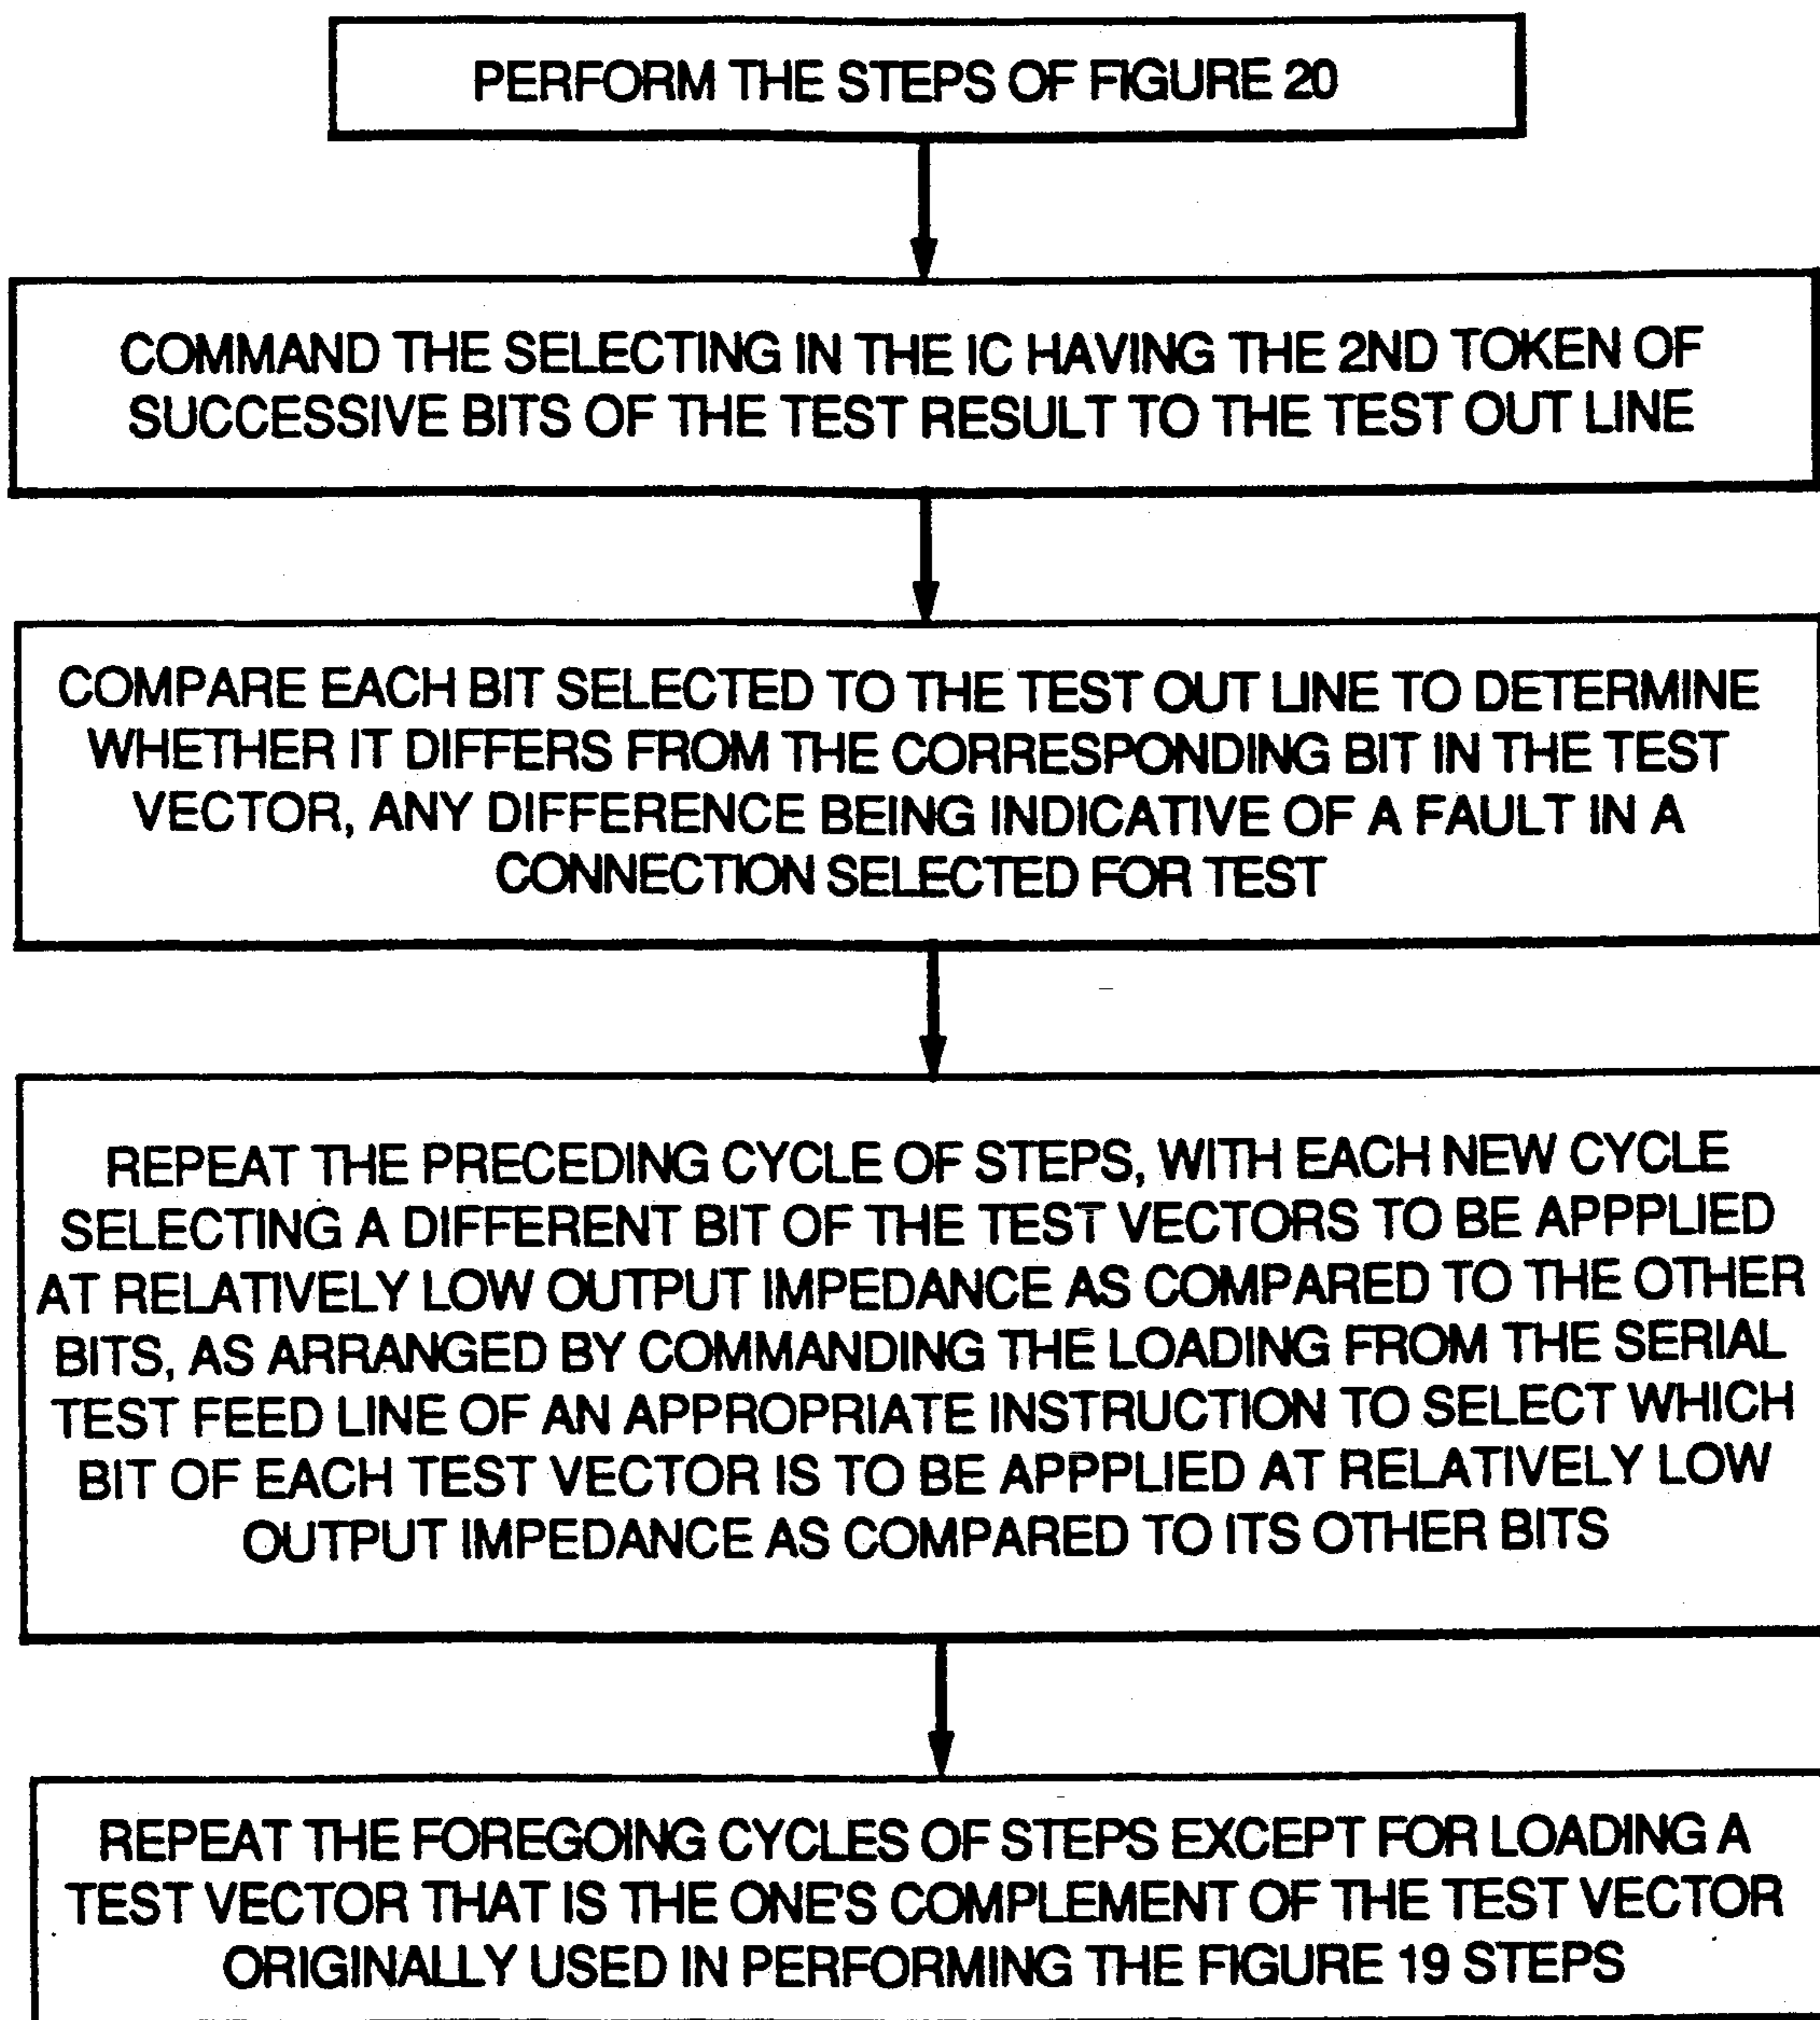 PERFORM THE STEPS OF FIGURE 20
COMMAND THE SELECTING IN THE IC HAVING THE 2ND TOKEN OF
SUCCESSIVE BITS OF THE TEST RESULT TO THE TEST OUT LINE
COMPARE EACH BIT SELECTED TO THE TEST OUT LINE TO DETERMINE
WHETHER IT DIFFERS FROM THE CORRESPONDING BIT IN THE TEST
VECTOR, ANY DIFFERENCE BEING INDICATIVE OF A FAULT IN A
CONNECTION SELECTED FOR TEST
REPEAT THE PRECEDING CYCLE OF STEPS, WITH EACH NEW CYCLE
SELECTING A DIFFERENT BIT OF THE TEST VECTORS TO BE APPPLIED
AT RELATIVELY LOW OUTPUT IMPEDANCE AS COMPARED TO THE OTHER
BITS, AS ARRANGED BY COMMANDING THE LOADING FROM THE SERIAL
TEST FEED LINE OF AN APPROPRIATE INSTRUCTION TO SELECT WHICH
BIT OF EACH TEST VECTOR IS TO BE APPPLIED AT RELATIVELY LOW
OUTPUT IMPEDANCE AS COMPARED TO ITS OTHER BITS
REPEAT THE FOREGOING CYCLES OF STEPS EXCEPT FOR LOADING A
TEST VECTOR THAT IS THE ONE'S COMPLEMENT OF THE TEST VECTOR
ORIGINALLY USED IN PERFORMING THE FIGURE 19 STEPS